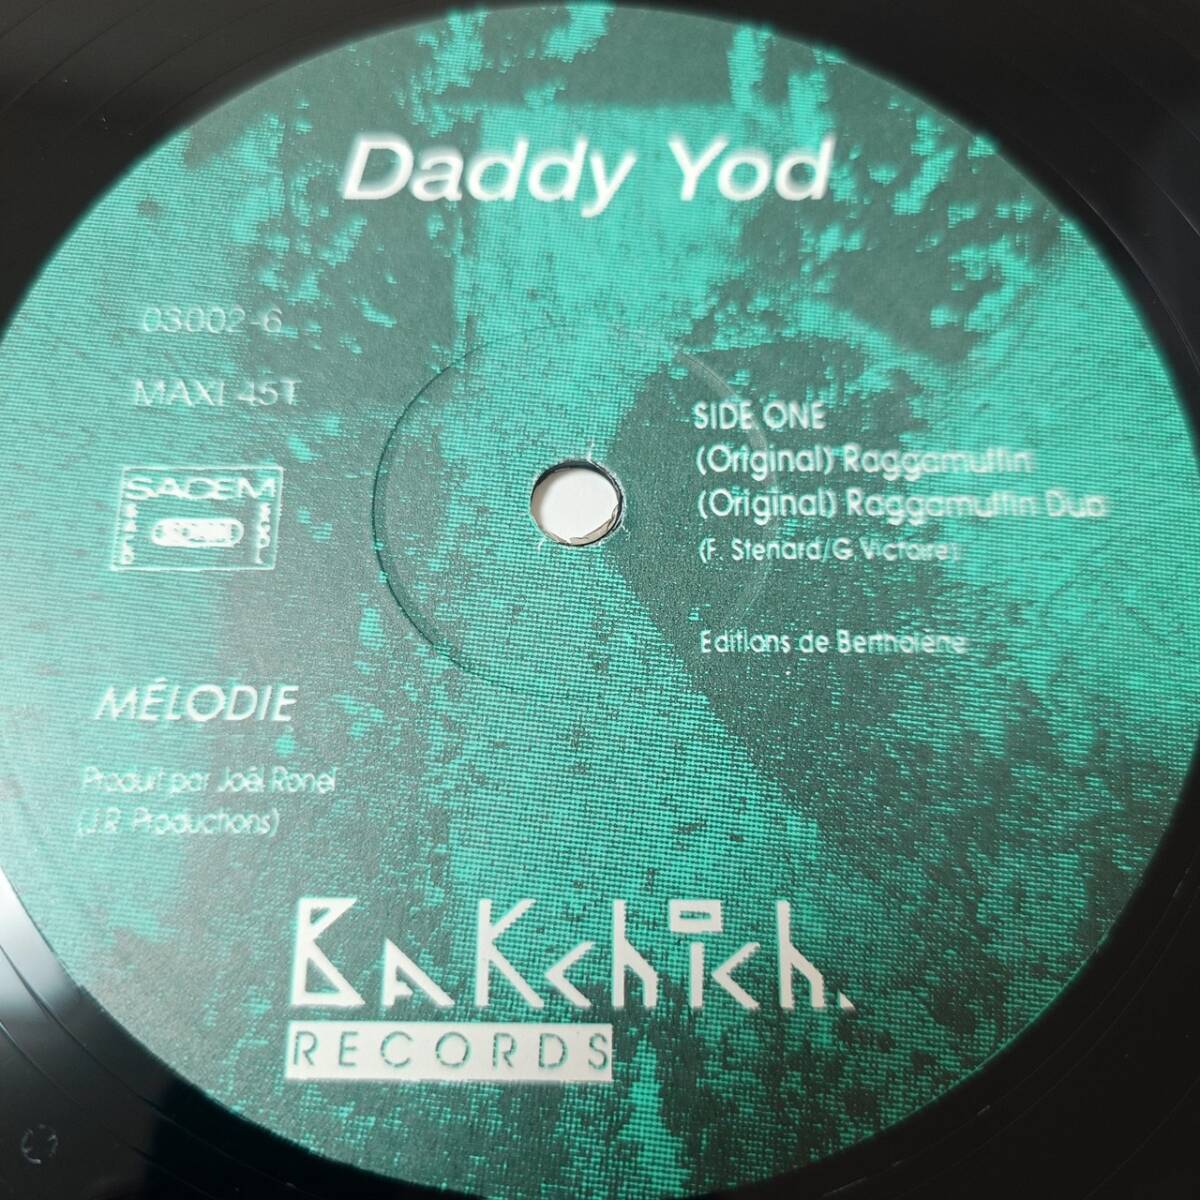 Daddy Yod
03002-6
MAXI 45T
SACEM
SIDE ONE
(Original) Raggamuffin
(Original) Raggamuffin Dub
(F. Stenard/G. Victaire)
Editions de Bertholène
MÉLODIE
Produit par Joël Ronel
(J.R. Productions)
BaKchich.
RECORDS